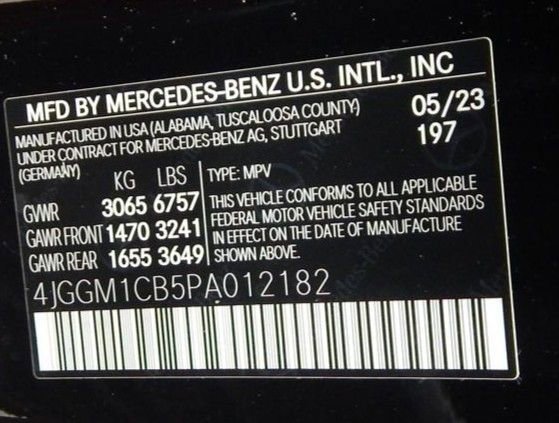 MFD BY MERCEDES-BENZ U.S. INTL., INC
MANUFACTURED IN USA (ALABAMA, TUSCALOOSA COUNTY) 05/23
UNDER CONTRACT FOR MERCEDES-BENZ AG, STUTTGART 197
(GERMANY)
KG LBS TYPE: MPV
GVWR 3065 6757 THIS VEHICLE CONFORMS TO ALL APPLICABLE
GAWR FRONT 1470 3241 FEDERAL MOTOR VEHICLE SAFETY STANDARDS
GAWR REAR 1655 3649 IN EFFECT ON THE DATE OF MANUFACTURE
SHOWN ABOVE.
4JGGM1CB5PA012182